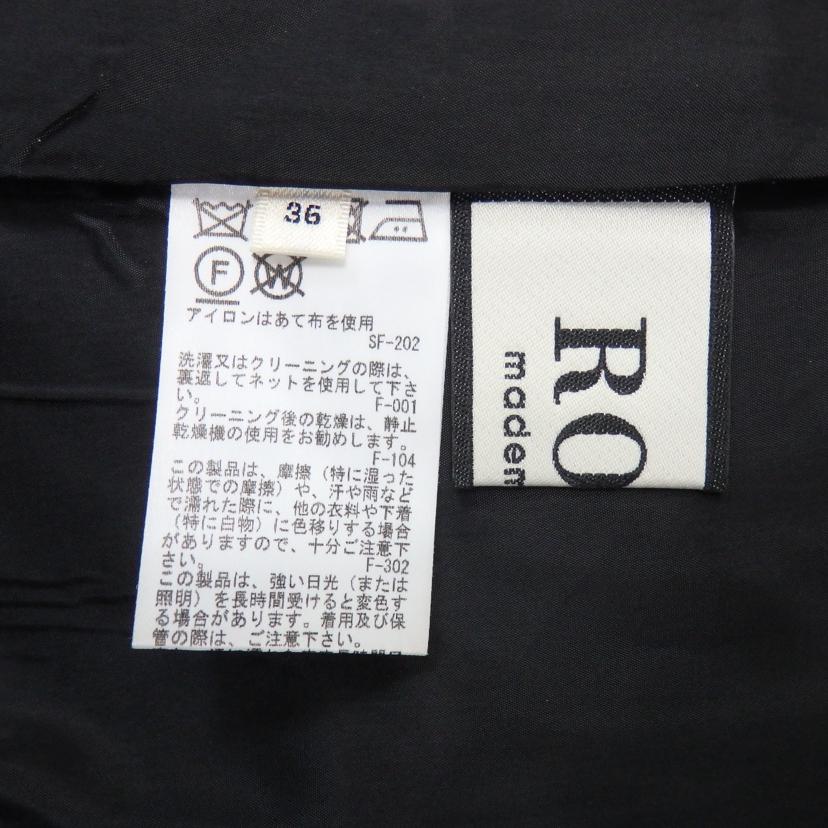 36
F
W
アイロンはあて布を使用
SF-202
洗濯又はクリーニングの際は、
裏返してネットを使用して下さ
い。
F-001
クリーニング後の乾燥は、静止
乾燥機の使用をお勧めします。
F-104
この製品は、摩擦（特に湿った
状態での摩擦）や、汗や雨など
で濡れた際に、他の衣料や下着
（特に白物）に色移りする場合
がありますので、十分ご注意下
さい。
F-302
この製品は、強い日光（または
照明）を長時間受けると変色す
る場合があります。着用及び保
管の際は、ご注意下さい。
RO
madem